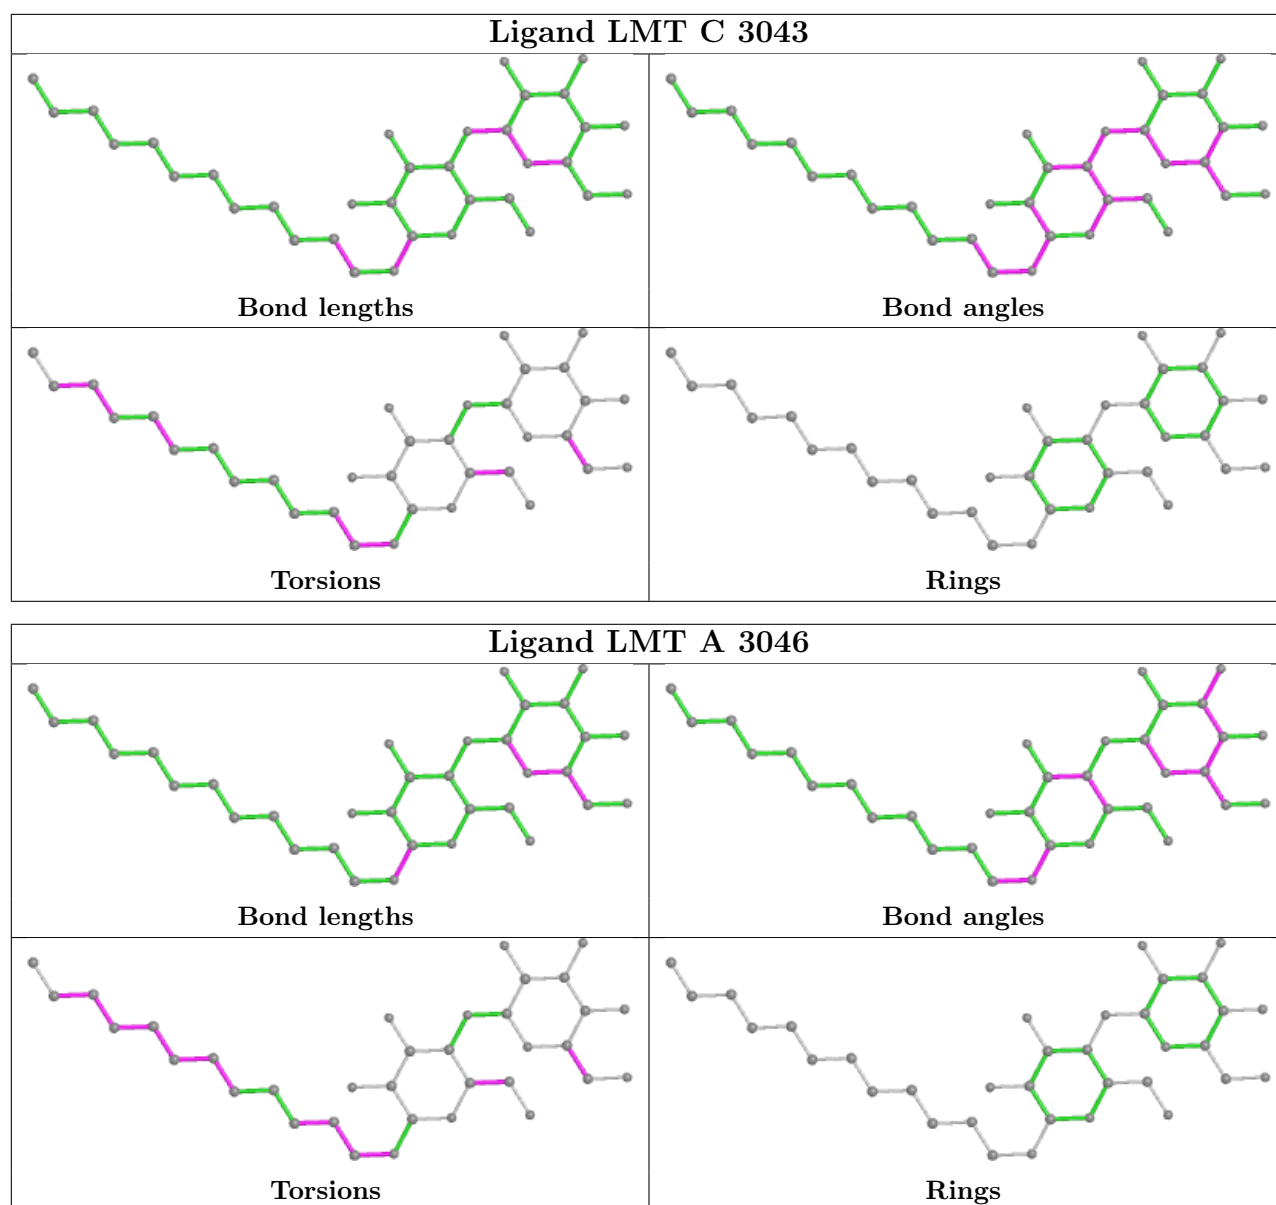 Ligand LMT C 3043
Bond lengths
Bond angles
Torsions
Rings
Ligand LMT A 3046
Bond lengths
Bond angles
Torsions
Rings